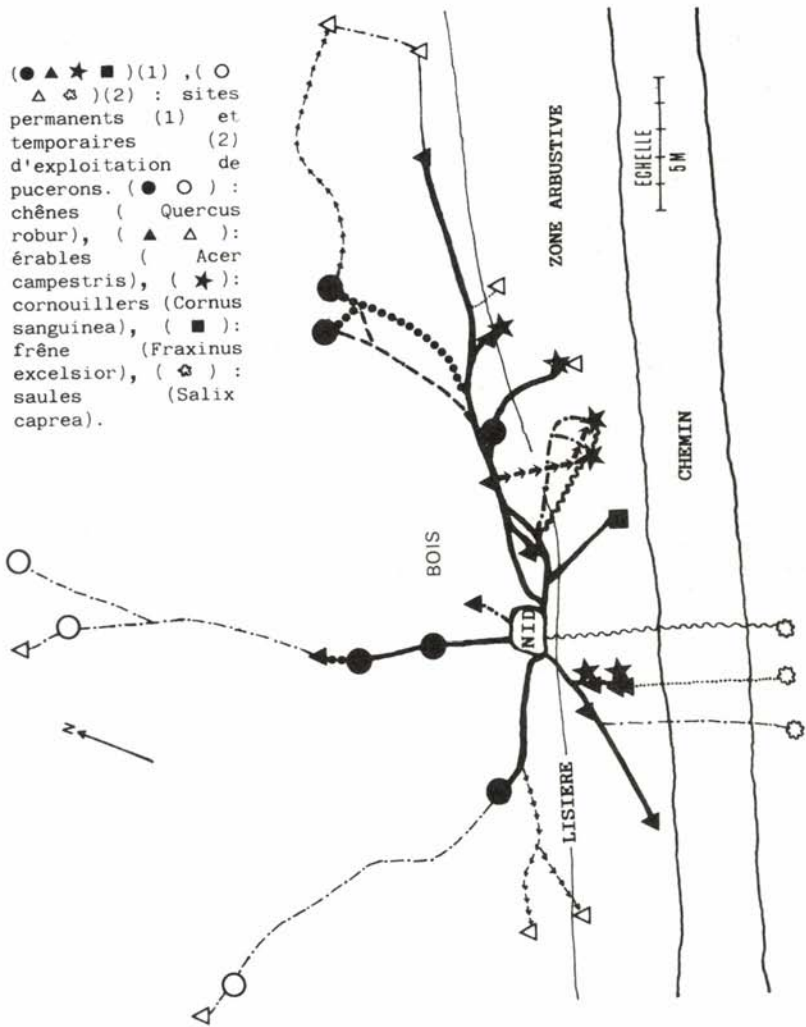 (● ▲ ★ ■ )(1) ,( ○
△ ✿ )(2) : sites
permanents (1) et
temporaires (2)
d'exploitation de
pucerons. (● ○ ) :
chênes ( Quercus
robur), ( ▲ △ ):
érables ( Acer
campestris), ( ★ ):
cornouillers (Cornus
sanguinea), ( ■ ):
frêne (Fraxinus
excelsior), ( ✿ ) :
saules (Salix
caprea).
N
BOIS
NID
LISIERE
ZONE ARBUSTIVE
CHEMIN
ECHELLE
5M